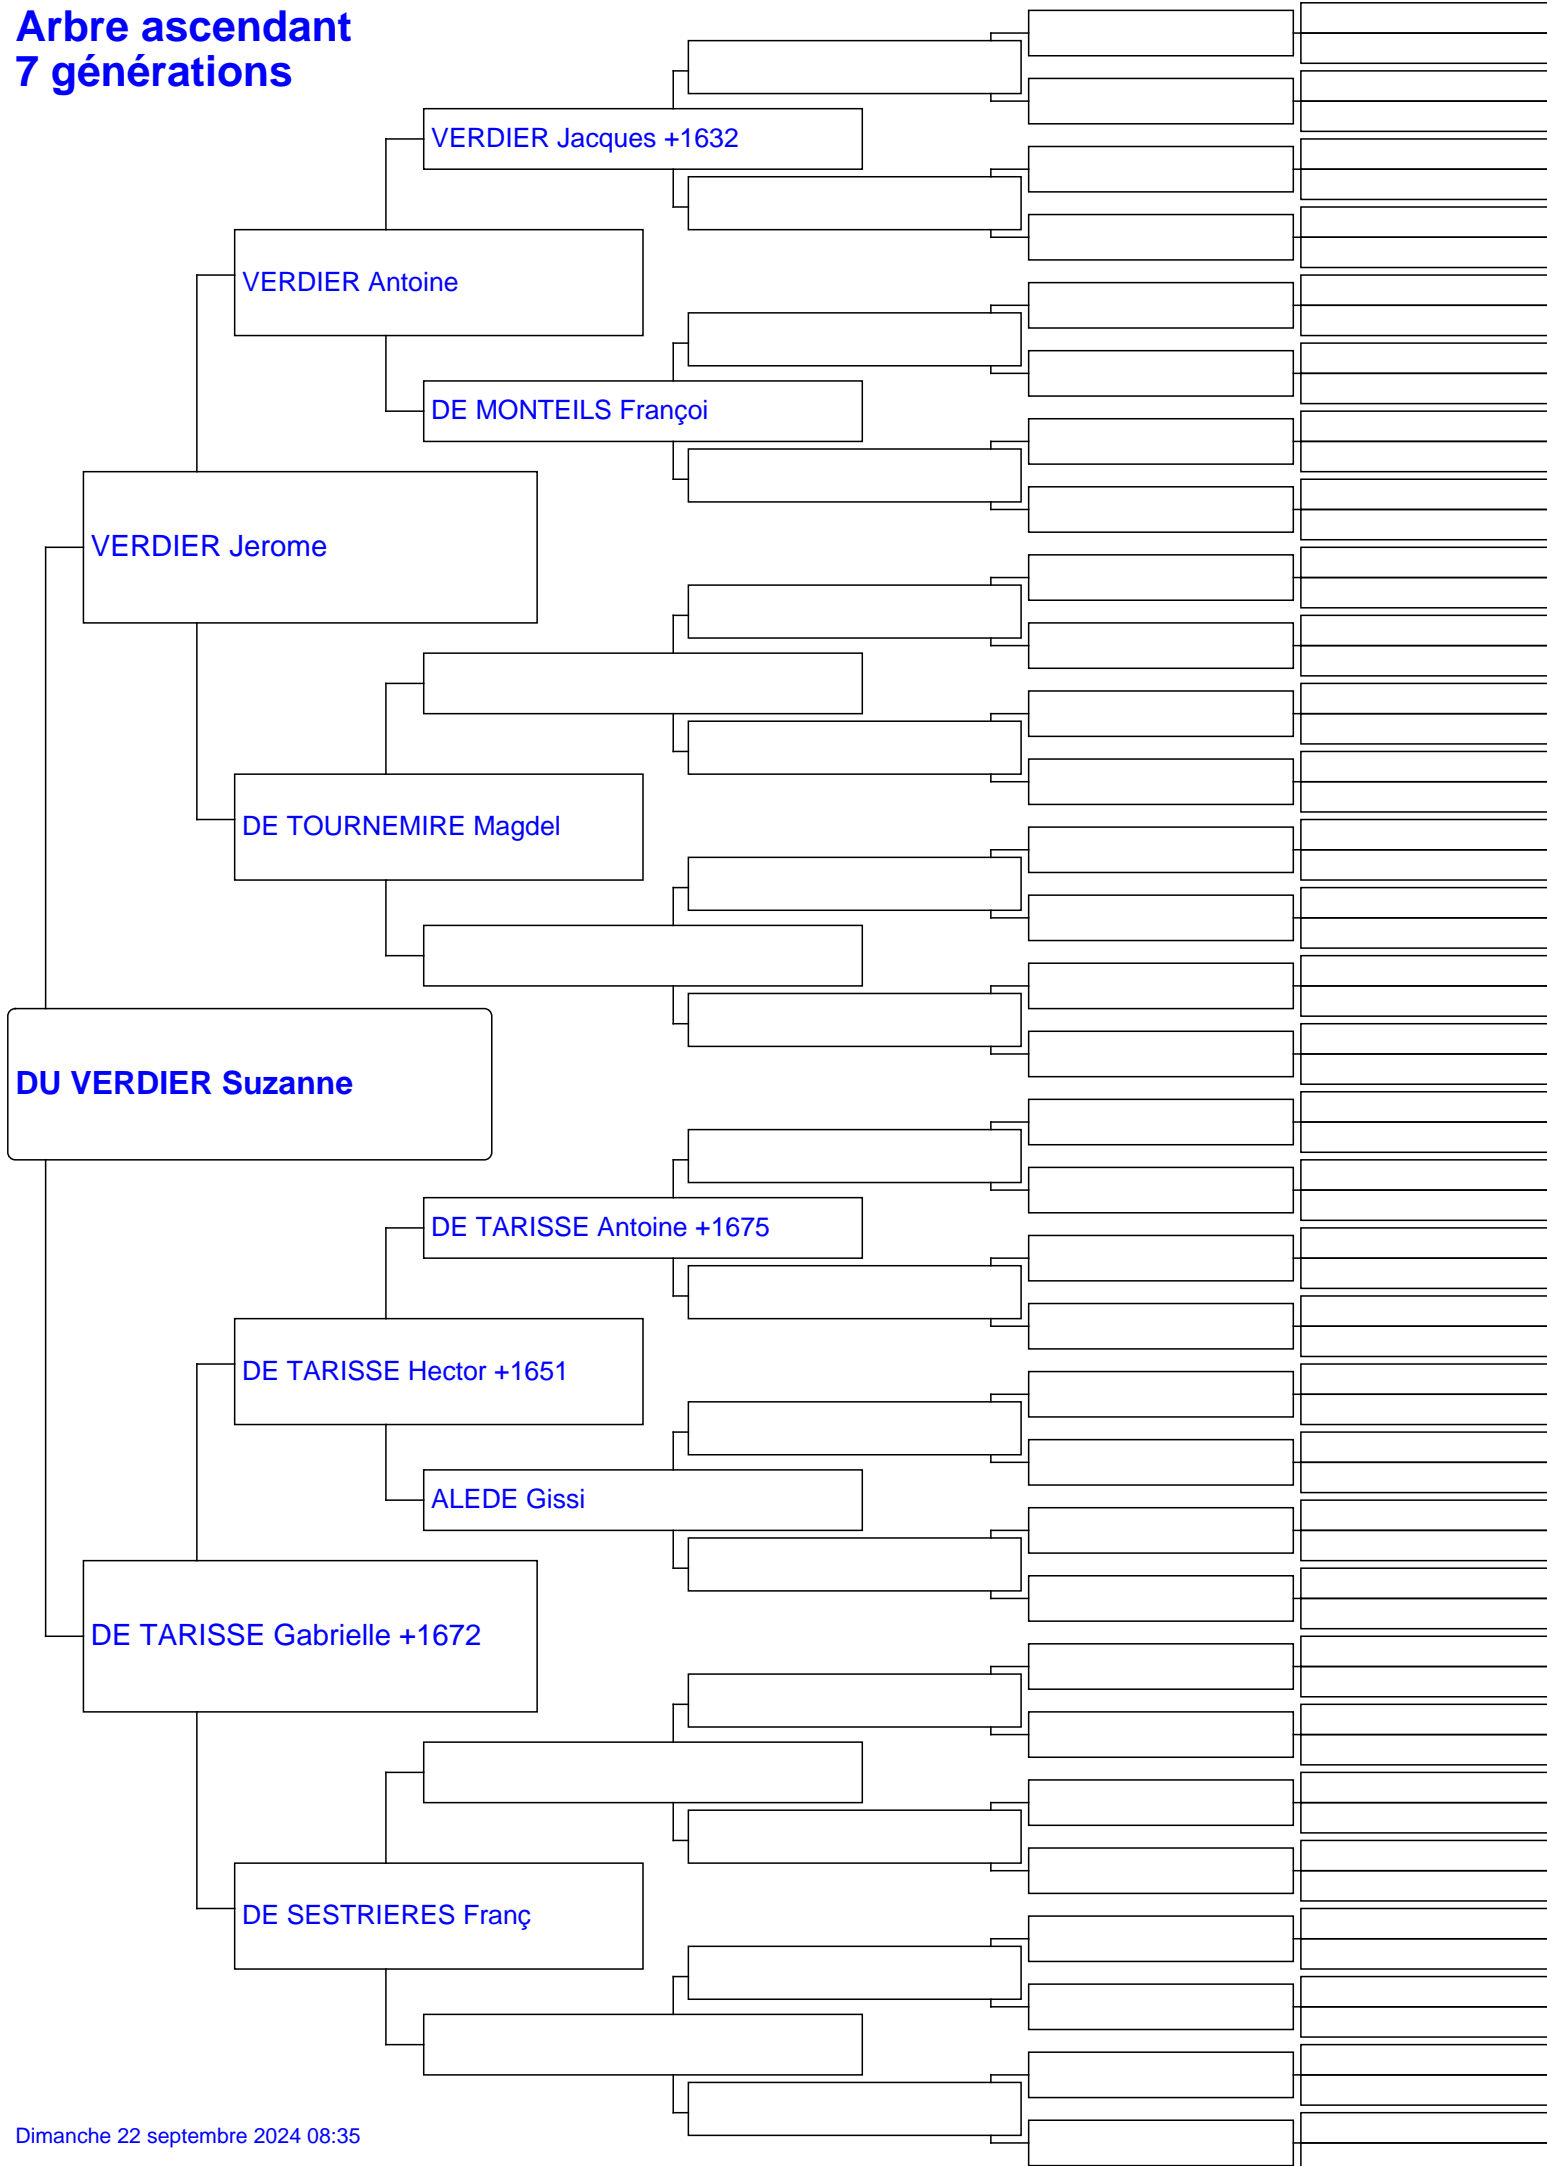 Arbre ascendant
7 générations
VERDIER Jacques +1632
VERDIER Antoine
DE MONTEILS Françoi
VERDIER Jerome
DE TOURNEMIRE Magdel
DU VERDIER Suzanne
DE TARISSE Antoine +1675
DE TARISSE Hector +1651
ALEDE Gissi
DE TARISSE Gabrielle +1672
DE SESTRIERES Franç
Dimanche 22 septembre 2024 08:35